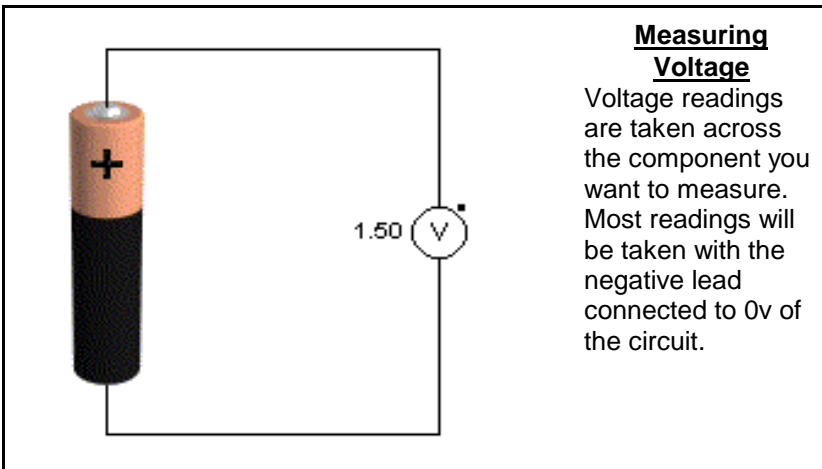 +
1.50
V
Measuring
Voltage
Voltage readings
are taken across
the component you
want to measure.
Most readings will
be taken with the
negative lead
connected to 0v of
the circuit.